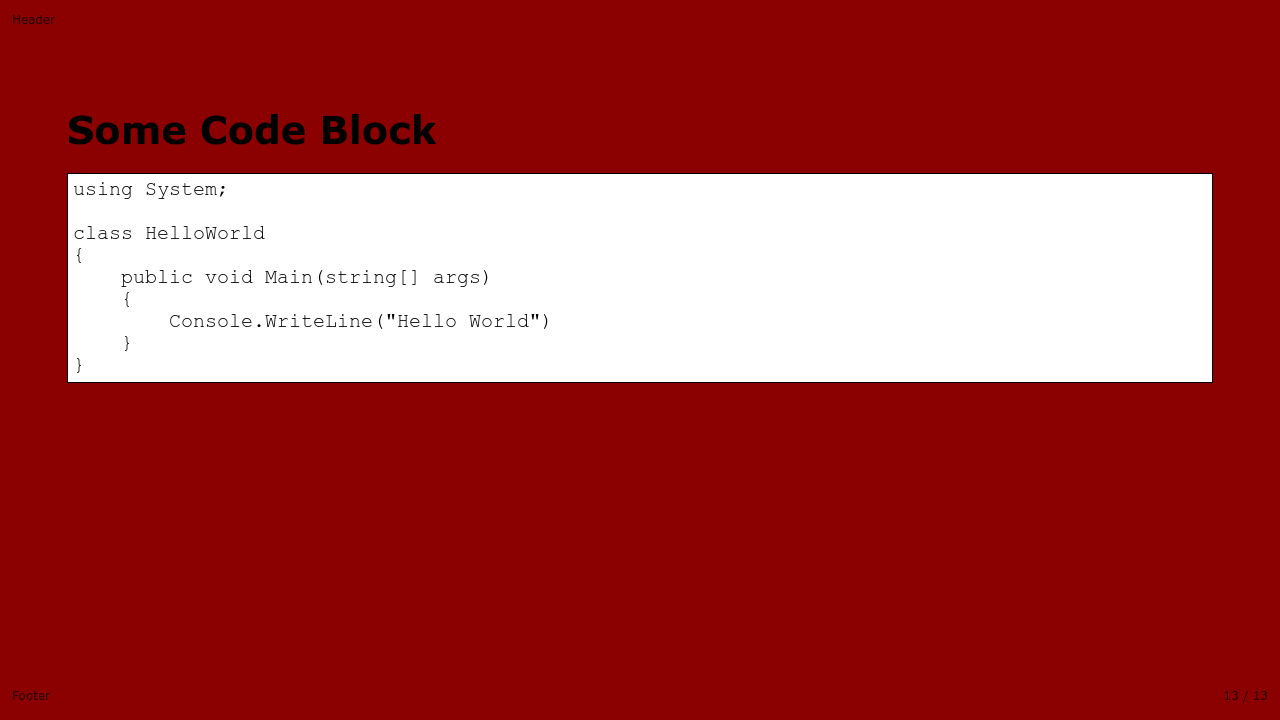 Header
Some Code Block
using System;

class HelloWorld
{
    public void Main(string[] args)
    {
        Console.WriteLine("Hello World")
    }
}
Footer
13 / 13